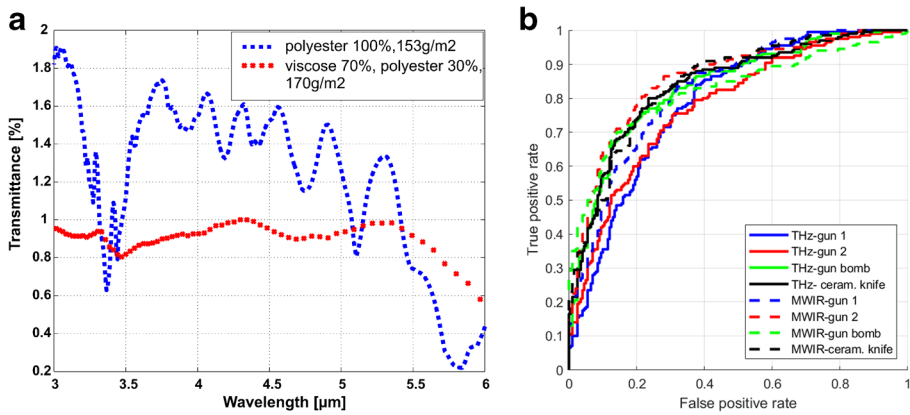 a
2
1.8
1.6
1.4
1.2
1
0.8
0.6
0.4
0.2
3
3.5
4
4.5
5
5.5
6
Transmittance [%]
Wavelength [µm]
polyester 100%,153g/m2
viscose 70%, polyester 30%,
170g/m2
b
1
0.9
0.8
0.7
0.6
0.5
0.4
0.3
0.2
0.1
0
0
0.2
0.4
0.6
0.8
1
True positive rate
False positive rate
THz-gun 1
THz-gun 2
THz-gun bomb
THz- ceram. knife
MWIR-gun 1
MWIR-gun 2
MWIR-gun bomb
MWIR-ceram. knife